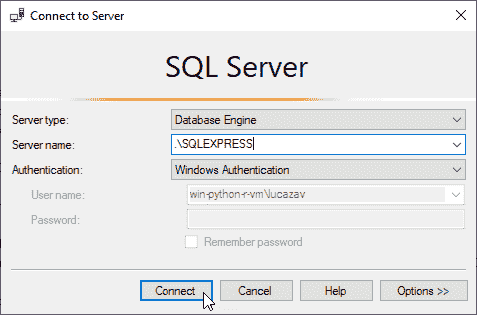 Connect to Server
SQL Server
Server type: Database Engine
Server name: .\SQLEXPRESS
Authentication: Windows Authentication
User name: win-python-r-vm\lucazav
Password:
Remember password
Connect Cancel Help Options >>